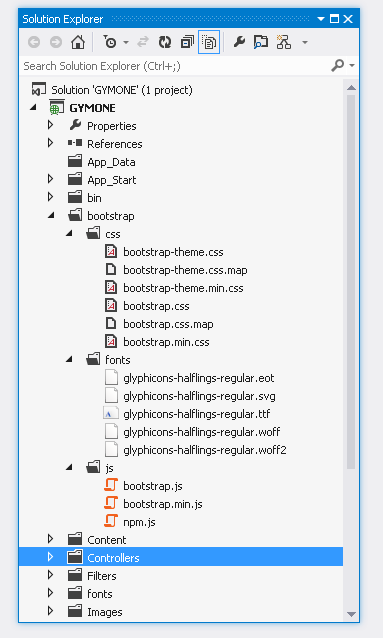 Solution Explorer
Search Solution Explorer (Ctrl+;)
Solution 'GYMONE' (1 project)
GYMONE
Properties
References
App_Data
App_Start
bin
bootstrap
css
bootstrap-theme.css
bootstrap-theme.css.map
bootstrap-theme.min.css
bootstrap.css
bootstrap.css.map
bootstrap.min.css
fonts
glyphicons-halflings-regular.eot
glyphicons-halflings-regular.svg
glyphicons-halflings-regular.ttf
glyphicons-halflings-regular.woff
glyphicons-halflings-regular.woff2
js
bootstrap.js
bootstrap.min.js
npm.js
Content
Controllers
Filters
fonts
Images